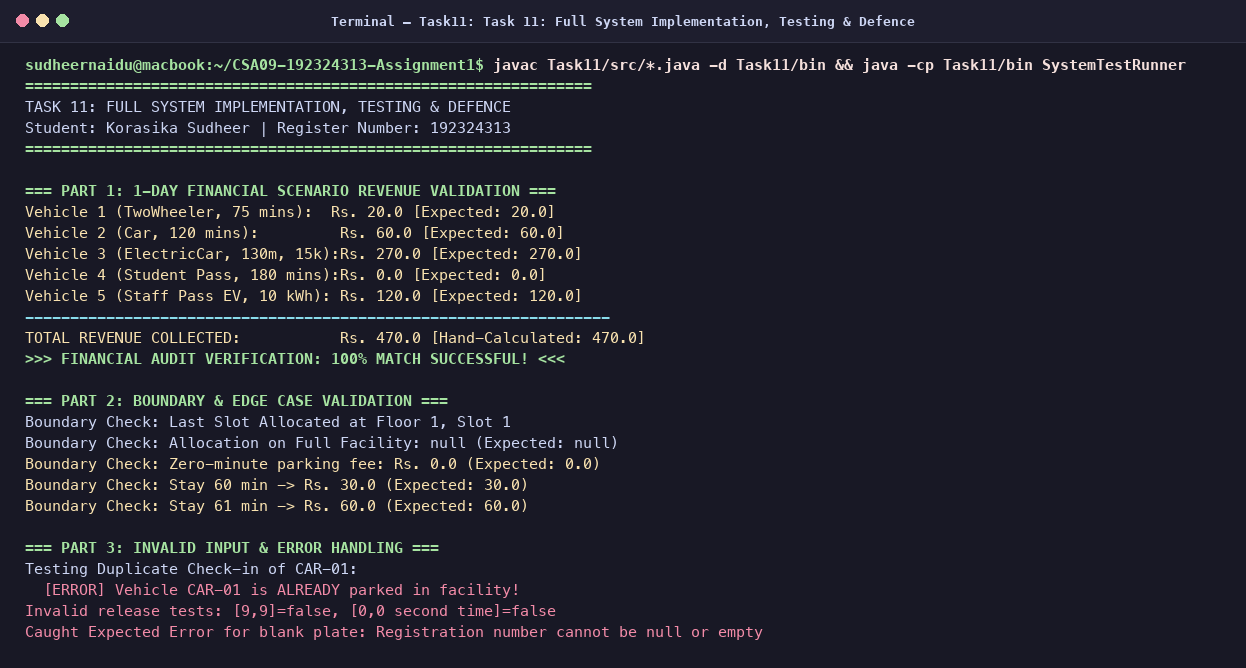 Terminal — Task11: Task 11: Full System Implementation, Testing & Defence
sudheernaidu@macbook:~/CSA09-192324313-Assignment1$ javac Task11/src/*.java -d Task11/bin && java -cp Task11/bin SystemTestRunner
===============================================================
TASK 11: FULL SYSTEM IMPLEMENTATION, TESTING & DEFENCE
Student: Korasika Sudheer | Register Number: 192324313
===============================================================
=== PART 1: 1-DAY FINANCIAL SCENARIO REVENUE VALIDATION ===
Vehicle 1 (TwoWheeler, 75 mins):  Rs. 20.0 [Expected: 20.0]
Vehicle 2 (Car, 120 mins):         Rs. 60.0 [Expected: 60.0]
Vehicle 3 (ElectricCar, 130m, 15k):Rs. 270.0 [Expected: 270.0]
Vehicle 4 (Student Pass, 180 mins):Rs. 0.0 [Expected: 0.0]
Vehicle 5 (Staff Pass EV, 10 kWh): Rs. 120.0 [Expected: 120.0]
-----------------------------------------------------------------
TOTAL REVENUE COLLECTED:           Rs. 470.0 [Hand-Calculated: 470.0]
>>> FINANCIAL AUDIT VERIFICATION: 100% MATCH SUCCESSFUL! <<<
=== PART 2: BOUNDARY & EDGE CASE VALIDATION ===
Boundary Check: Last Slot Allocated at Floor 1, Slot 1
Boundary Check: Allocation on Full Facility: null (Expected: null)
Boundary Check: Zero-minute parking fee: Rs. 0.0 (Expected: 0.0)
Boundary Check: Stay 60 min -> Rs. 30.0 (Expected: 30.0)
Boundary Check: Stay 61 min -> Rs. 60.0 (Expected: 60.0)
=== PART 3: INVALID INPUT & ERROR HANDLING ===
Testing Duplicate Check-in of CAR-01:
[ERROR] Vehicle CAR-01 is ALREADY parked in facility!
Invalid release tests: [9,9]=false, [0,0 second time]=false
Caught Expected Error for blank plate: Registration number cannot be null or empty